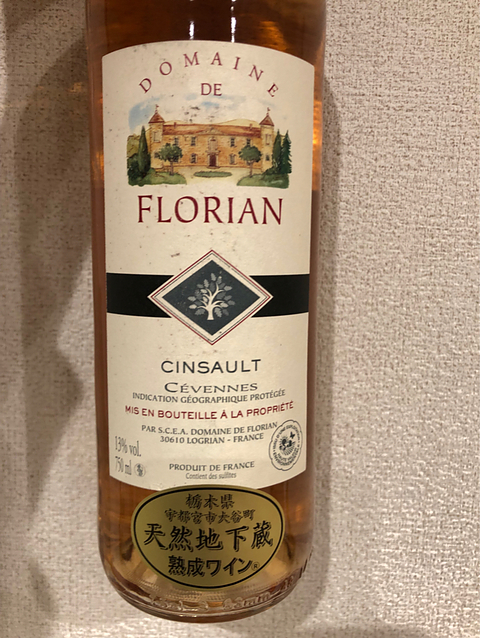 DOMAINE
DE
FLORIAN
CINSAULT
CÉVENNES
INDICATION GÉOGRAPHIQUE PROTÉGÉE
MIS EN BOUTEILLE À LA PROPRIÉTÉ
PAR S.C.E.A. DOMAINE DE FLORIAN
30610 LOGRIAN - FRANCE
13% vol.
750 ml
PRODUIT DE FRANCE
Contient des sulfites
栃木県
宇都宮市大谷町
天然地下蔵
熟成ワイン®